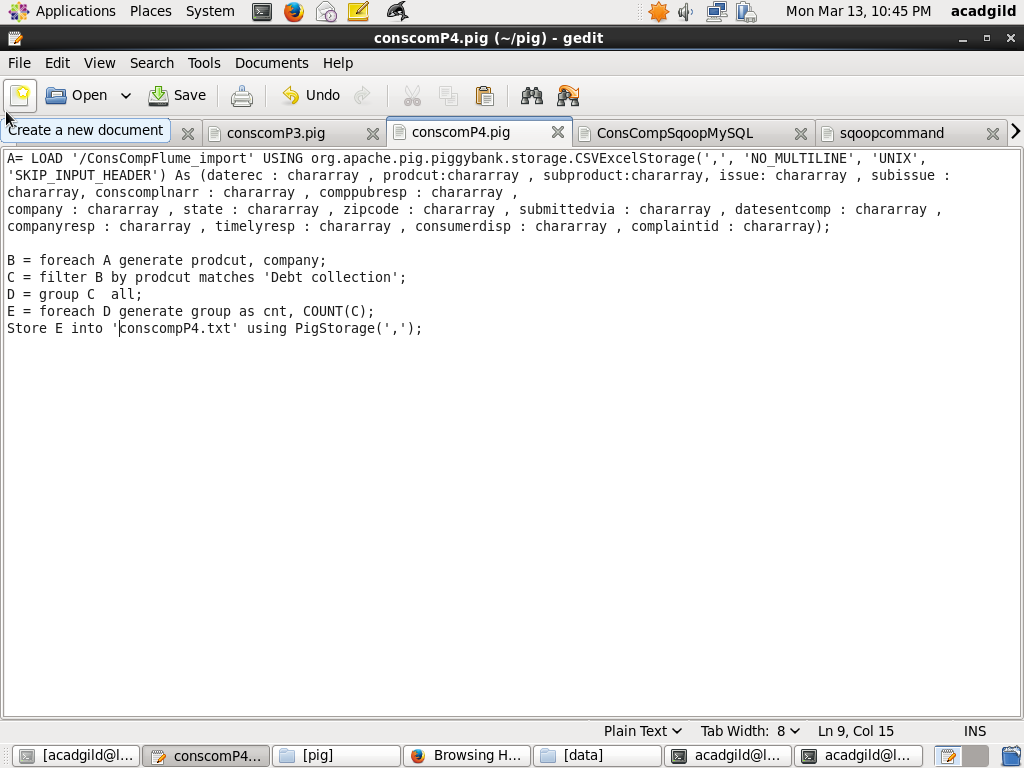 Applications Places System Mon Mar 13, 10:45 PM acadgild
conscomP4.pig (~/pig) - gedit
File Edit View Search Tools Documents Help
Open Save Undo
Create a new document conscomP3.pig conscomP4.pig ConsCompSqoopMySQL sqoopcommand
A= LOAD '/ConsCompFlume_import' USING org.apache.pig.piggybank.storage.CSVExcelStorage(',', 'NO_MULTILINE', 'UNIX',
'SKIP_INPUT_HEADER') As (daterec : chararray , prodcut:chararray , subproduct:chararray, issue: chararray , subissue :
chararray, conscomplnarr : chararray , comppubresp : chararray ,
company : chararray , state : chararray , zipcode : chararray , submittedvia : chararray , datesentcomp : chararray ,
companyresp : chararray , timelyresp : chararray , consumerdisp : chararray , complaintid : chararray);
B = foreach A generate prodcut, company;
C = filter B by prodcut matches 'Debt collection';
D = group C  all;
E = foreach D generate group as cnt, COUNT(C);
Store E into 'conscompP4.txt' using PigStorage(',');
Plain Text Tab Width: 8 Ln 9, Col 15 INS
[acadgild@l... conscomP4... [pig] Browsing H... [data] acadgild@l... acadgild@l...